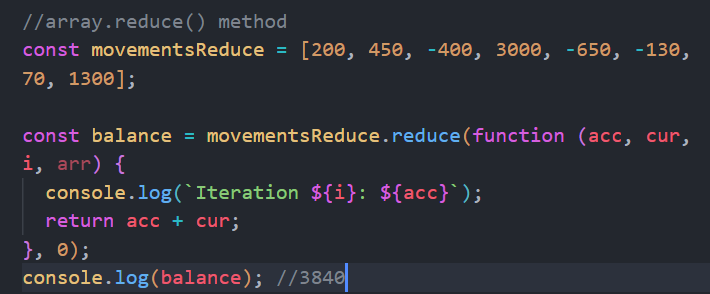 //array.reduce() method
const movementsReduce = [200, 450, -400, 3000, -650, -130,
70, 1300];
const balance = movementsReduce.reduce(function (acc, cur,
i, arr) {
console.log(`Iteration ${i}: ${acc}`);
return acc + cur;
}, 0);
console.log(balance); //3840